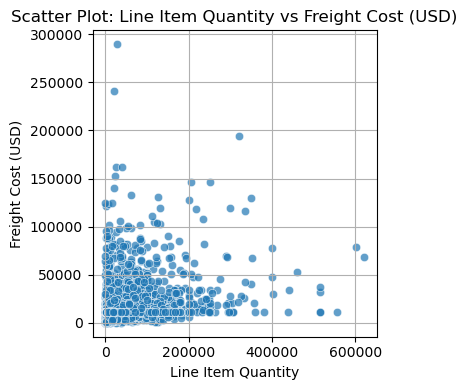 Scatter Plot: Line Item Quantity vs Freight Cost (USD)
300000
250000
200000
150000
100000
50000
0
Freight Cost (USD)
0 200000 400000 600000
Line Item Quantity